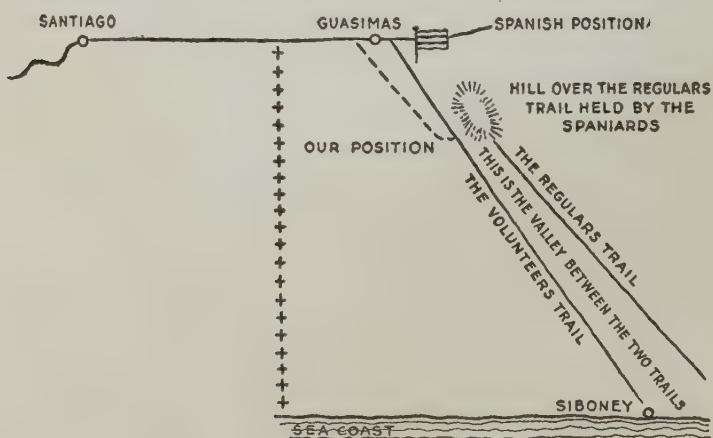 SANTIAGO
GUASIMAS
SPANISH POSITION
HILL OVER THE REGULARS
TRAIL HELD BY THE
SPANIARDS
OUR POSITION
THE REGULARS TRAIL
THIS IS THE VALLEY BETWEEN THE TWO TRAILS
THE VOLUNTEERS TRAIL
SIBONEY
SEA COAST